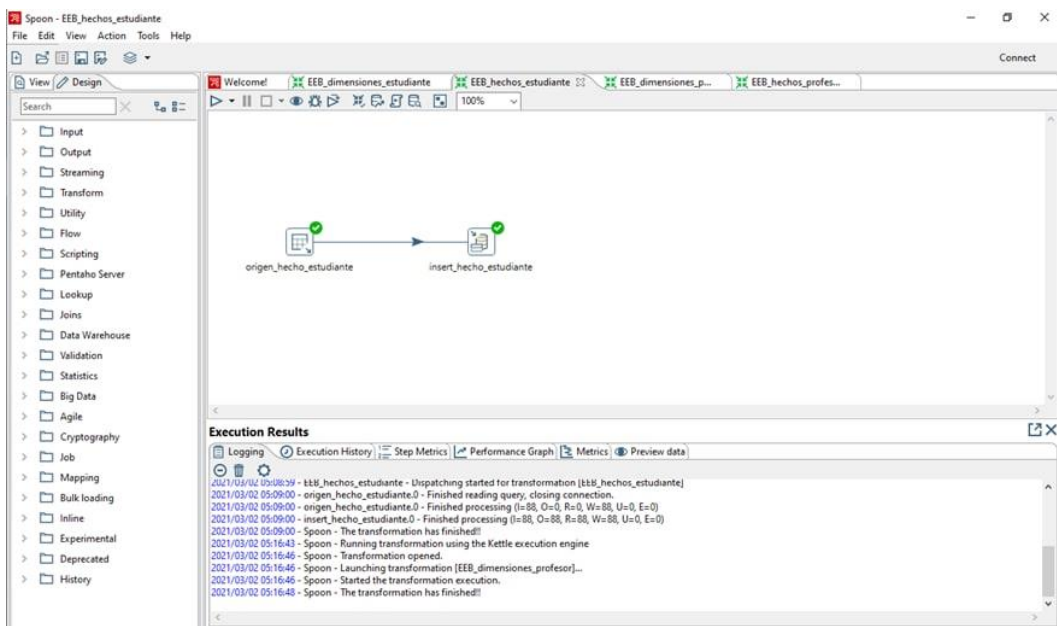 Spoon - EEB_hechos_estudiante
File Edit View Action Tools Help
Connect
View Design
Welcome! EEB_dimensiones_estudiante EEB_hechos_estudiante EEB_dimensiones_p... EEB_hechos_profes...
Search
100%
Input
Output
Streaming
Transform
Utility
Flow
Scripting
Pentaho Server
Lookup
Joins
Data Warehouse
Validation
Statistics
Big Data
Agile
Cryptography
Job
Mapping
Bulk loading
Inline
Experimental
Deprecated
History
origen_hecho_estudiante insert_hecho_estudiante
Execution Results
Logging Execution History Step Metrics Performance Graph Metrics Preview data
2021/03/02 05:08:59 - EEB_hechos_estudiante - Dispatching started for transformation [EEB_hechos_estudiante]
2021/03/02 05:09:00 - origen_hecho_estudiante.0 - Finished reading query, closing connection.
2021/03/02 05:09:00 - origen_hecho_estudiante.0 - Finished processing (I=88, O=0, R=0, W=88, U=0, E=0)
2021/03/02 05:09:00 - insert_hecho_estudiante.0 - Finished processing (I=88, O=88, R=88, W=88, U=0, E=0)
2021/03/02 05:09:00 - Spoon - The transformation has finished!!
2021/03/02 05:16:43 - Spoon - Running transformation using the Kettle execution engine
2021/03/02 05:16:46 - Spoon - Transformation opened.
2021/03/02 05:16:46 - Spoon - Launching transformation [EEB_dimensiones_profesor]...
2021/03/02 05:16:46 - Spoon - Started the transformation execution.
2021/03/02 05:16:48 - Spoon - The transformation has finished!!